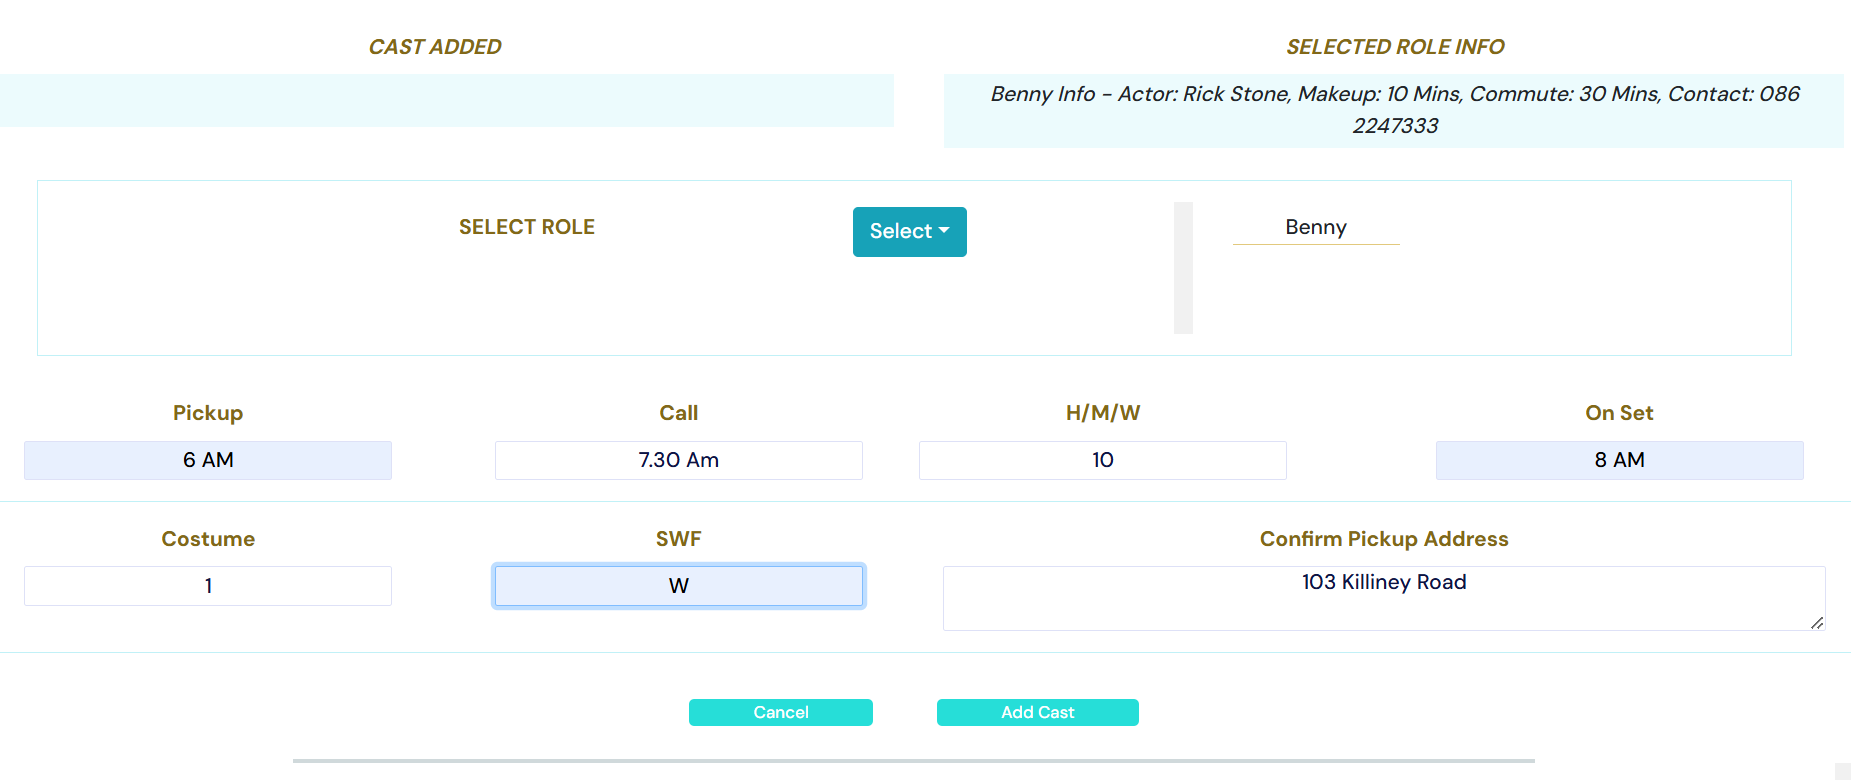 CAST ADDED
SELECTED ROLE INFO
Benny Info - Actor: Rick Stone, Makeup: 10 Mins, Commute: 30 Mins, Contact: 086
2247333
SELECT ROLE
Select
Benny
Pickup
Call
H/M/W
On Set
6 AM
7.30 Am
10
8 AM
Costume
SWF
Confirm Pickup Address
1
W
103 Killiney Road
Cancel
Add Cast